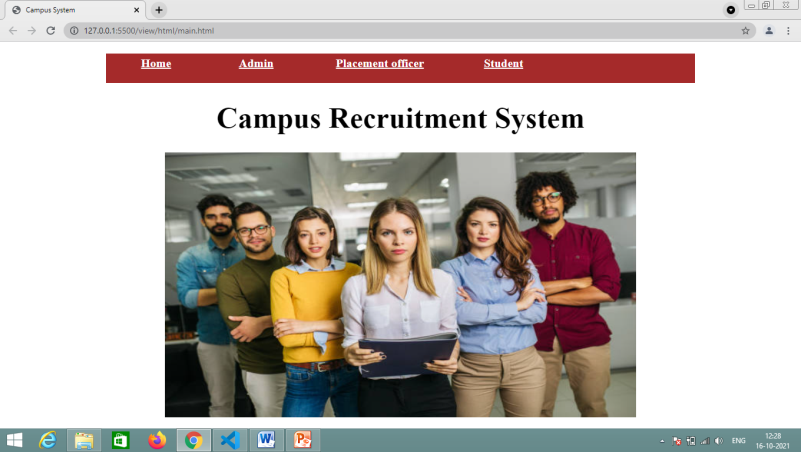 Campus System
127.0.0.1:5500/view/html/main.html
Home Admin Placement officer Student
Campus Recruitment System
ENG
12:28
16-10-2021